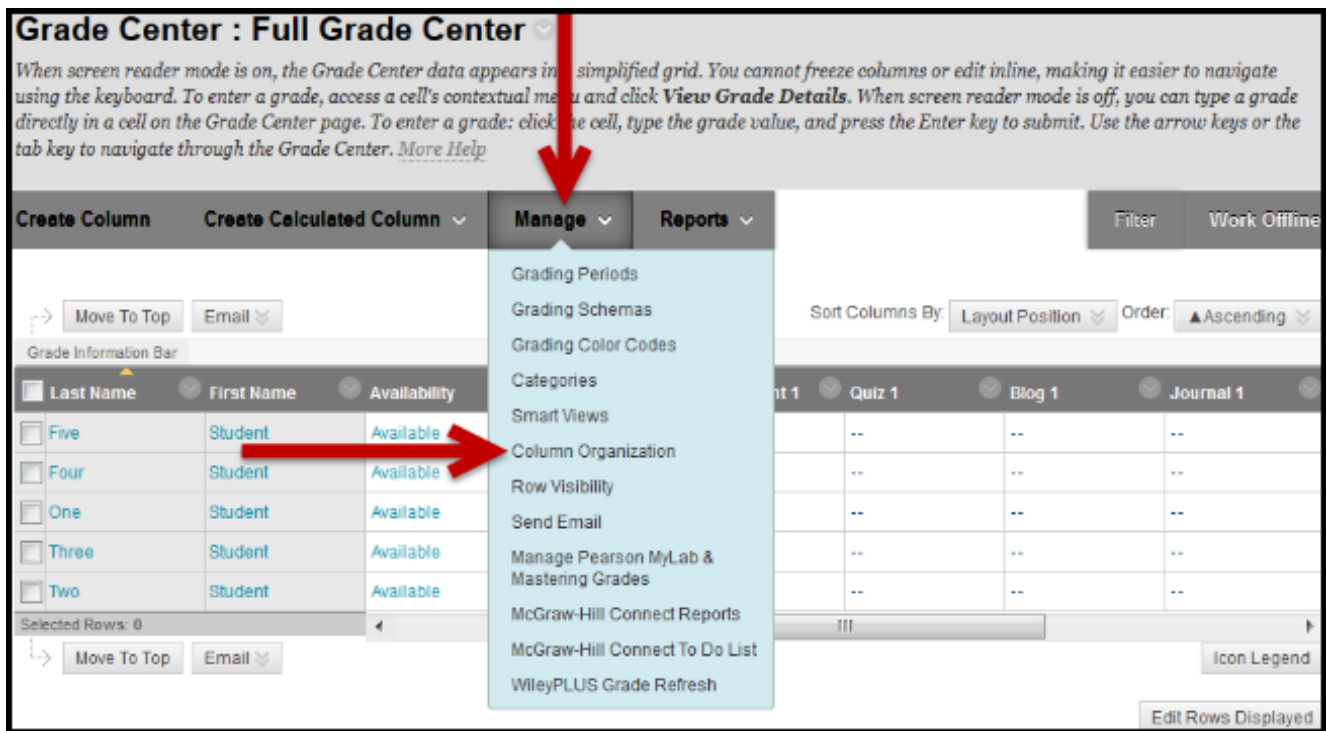 Grade Center : Full Grade Center
When screen reader mode is on, the Grade Center data appears in simplified grid. You cannot freeze columns or edit inline, making it easier to navigate
using the keyboard. To enter a grade, access a cell's contextual menu and click View Grade Details. When screen reader mode is off, you can type a grade
directly in a cell on the Grade Center page. To enter a grade: click the cell, type the grade value, and press the Enter key to submit. Use the arrow keys or the
tab key to navigate through the Grade Center. More Help
Create Column Create Calculated Column Manage Reports Filter Work Offline
Grading Periods
Grading Schemas
Grading Color Codes
Categories
Smart Views
Column Organization
Row Visibility
Send Email
Manage Pearson MyLab &
Mastering Grades
McGraw-Hill Connect Reports
McGraw-Hill Connect To Do List
WileyPLUS Grade Refresh
Move To Top Email Sort Columns By: Layout Position Order: ▲Ascending
Grade Information Bar
Last Name First Name Availability nt 1 Quiz 1 Blog 1 Journal 1
Five Student Available -- -- --
Four Student Available -- -- --
One Student Available -- -- --
Three Student Available -- -- --
Two Student Available -- -- --
Selected Rows: 0
Move To Top Email Icon Legend
Edit Rows Displayed